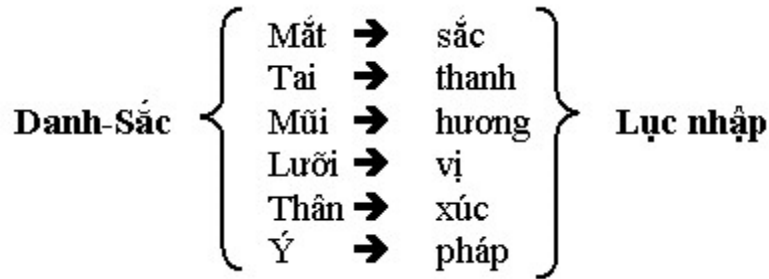 Mắt ➔ sắc
Tai ➔ thanh
Danh-Sắc { Mũi ➔ hương } Lục nhập
Lưỡi ➔ vị
Thân ➔ xúc
Ý ➔ pháp